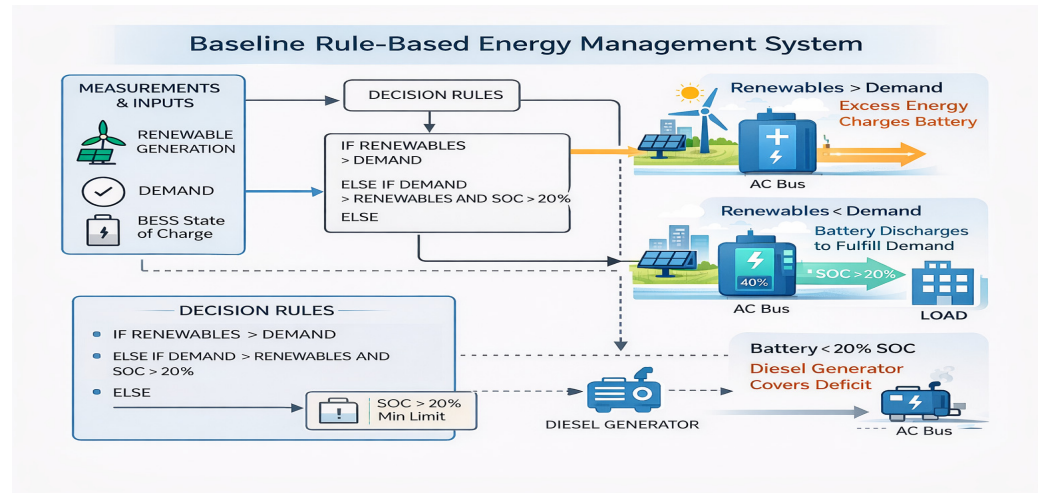 Baseline Rule-Based Energy Management System
MEASUREMENTS
& INPUTS
RENEWABLE
GENERATION
DEMAND
BESS State
of Charge
DECISION RULES
IF RENEWABLES
> DEMAND
ELSE IF DEMAND
> RENEWABLES AND SOC > 20%
ELSE
Renewables > Demand
Excess Energy
Charges Battery
AC Bus
Renewables < Demand
Battery Discharges
to Fulfill Demand
40%
SOC > 20%
AC Bus
LOAD
DECISION RULES
IF RENEWABLES > DEMAND
ELSE IF DEMAND > RENEWABLES AND
SOC > 20%
ELSE
SOC > 20%
Min Limit
DIESEL GENERATOR
Battery < 20% SOC
Diesel Generator
Covers Deficit
AC Bus